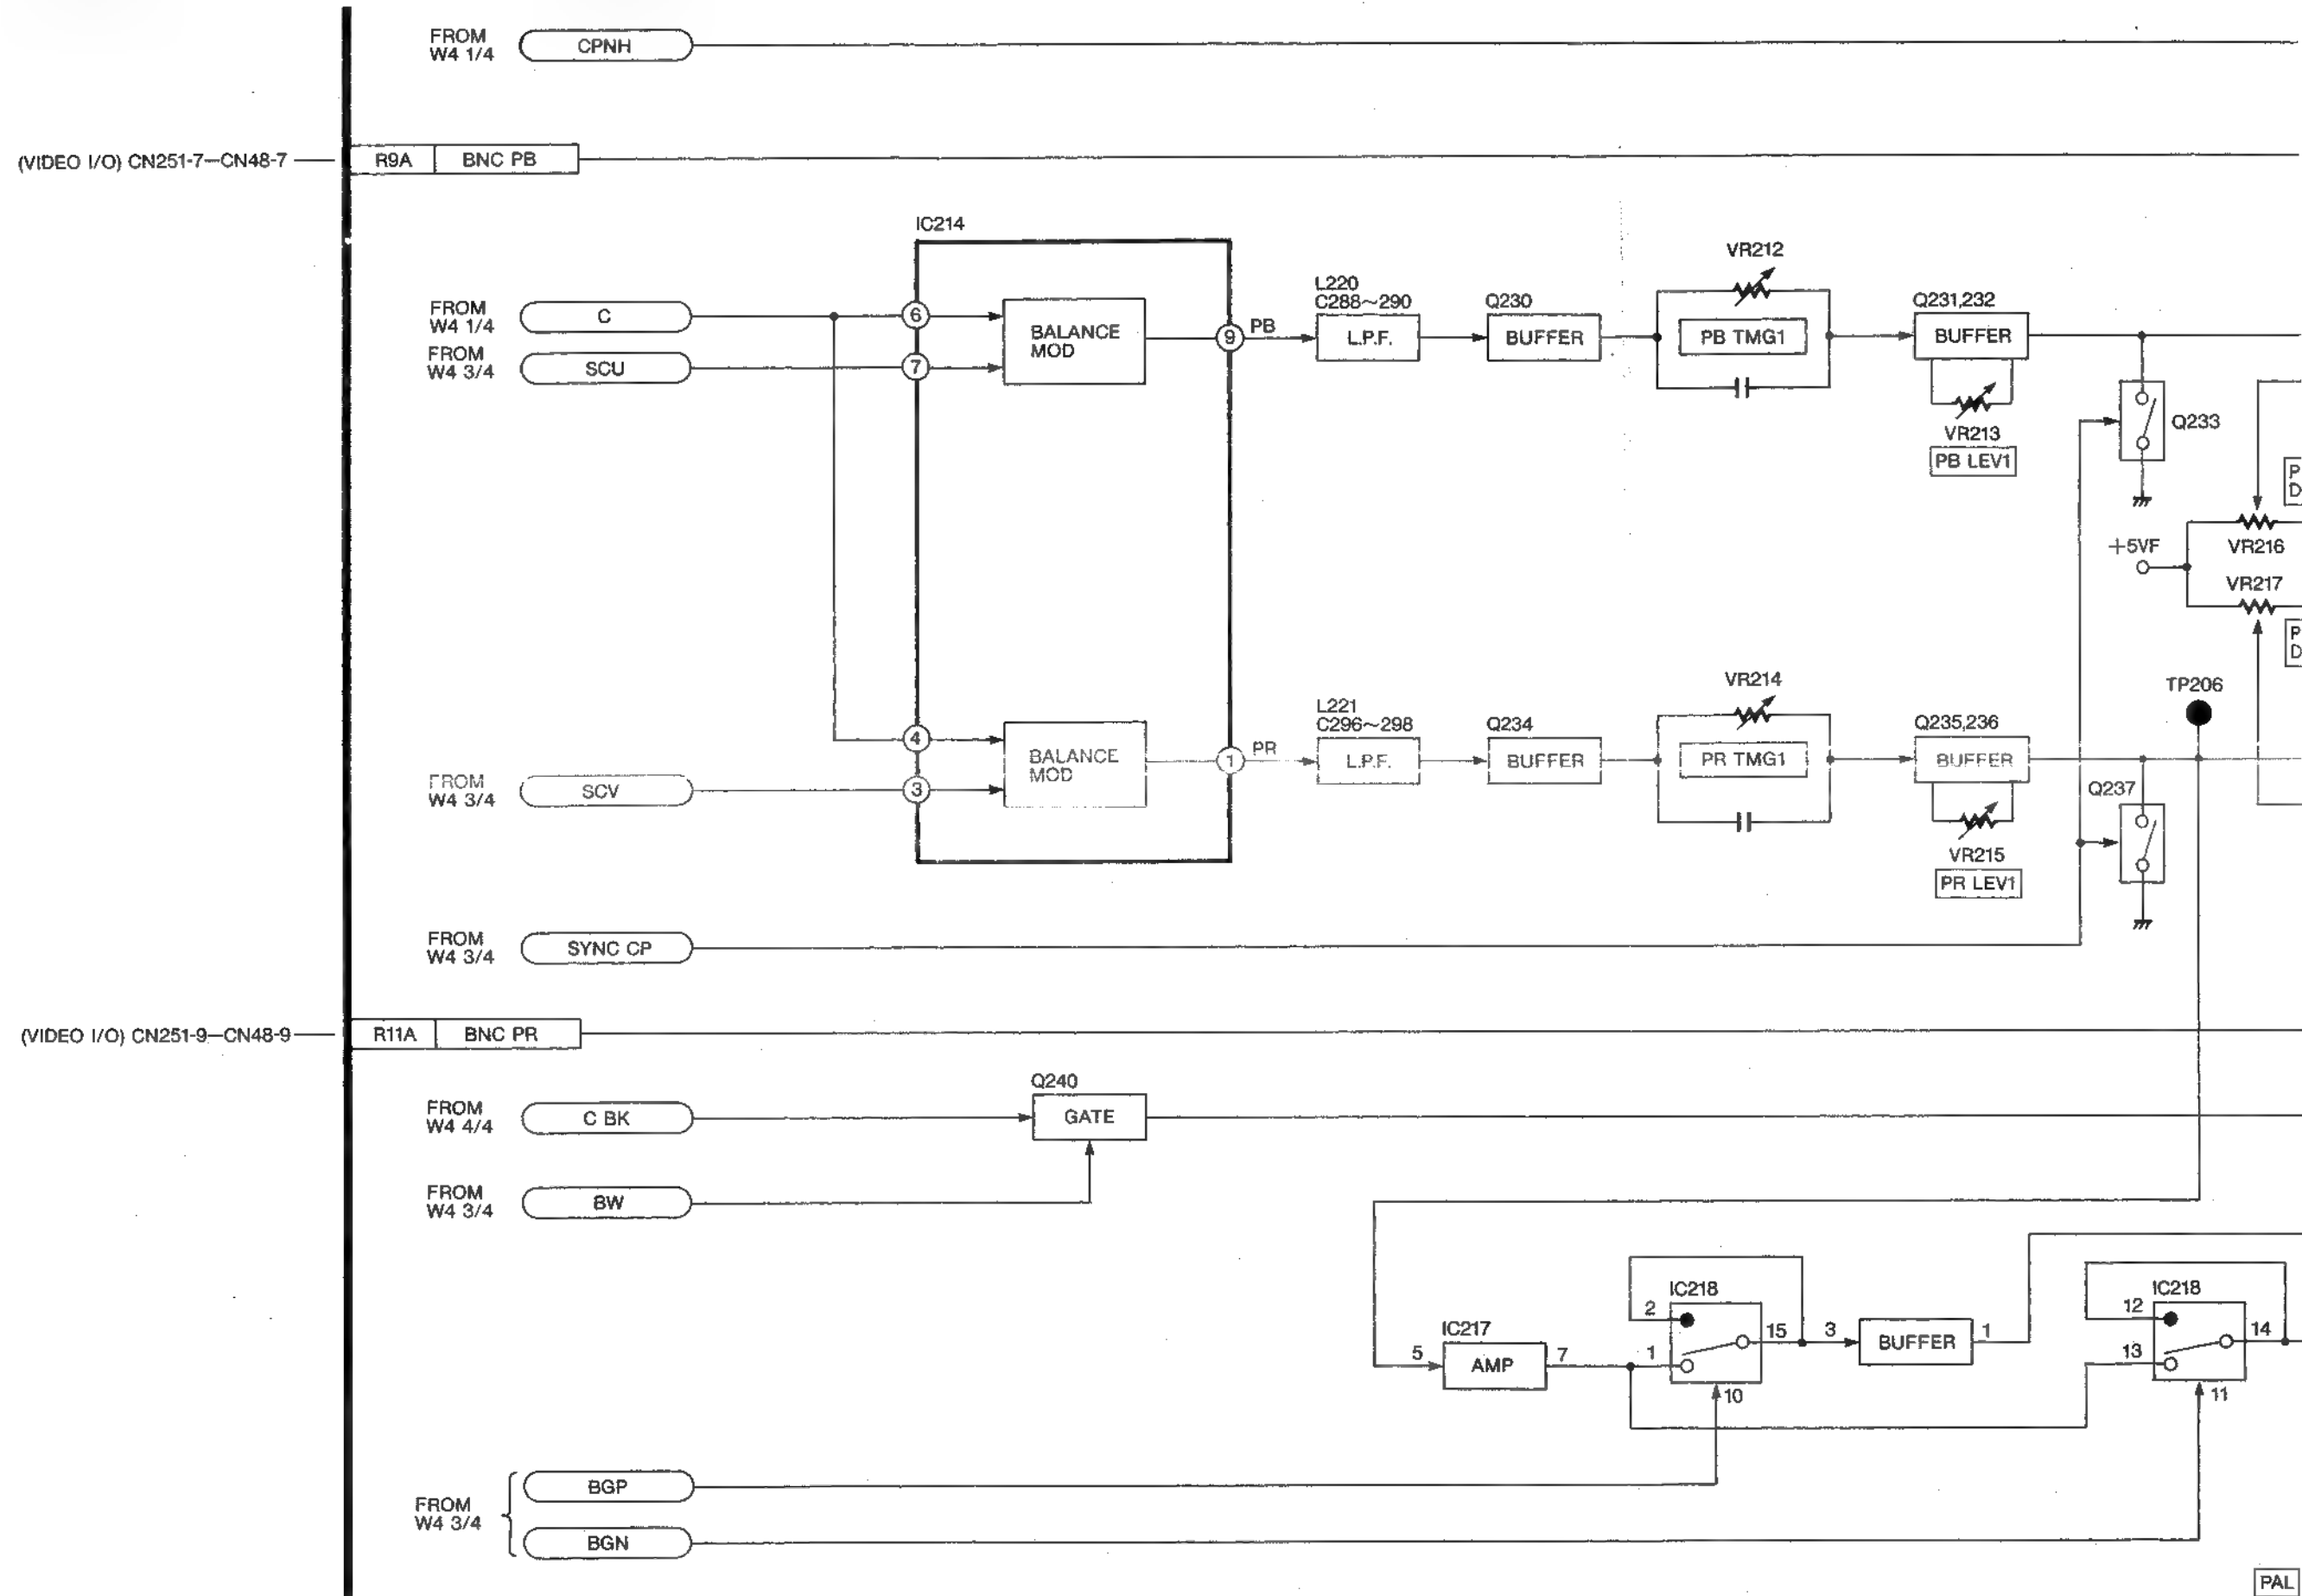 FROM
W4 1/4
CPNH
(VIDEO I/O) CN251-7—CN48-7
R9A
BNC PB
IC214
FROM
W4 1/4
C
6
FROM
W4 3/4
SCU
7
BALANCE
MOD
9
PB
L220
C288~290
L.P.F.
Q230
BUFFER
VR212
PB TMG1
Q231,232
BUFFER
VR213
PB LEV1
Q233
P
D
+5VF
VR216
VR217
P
D
TP206
4
FROM
W4 3/4
SCV
3
BALANCE
MOD
1
PR
L221
C296~298
L.P.F.
Q234
BUFFER
VR214
PR TMG1
Q235,236
BUFFER
VR215
PR LEV1
Q237
FROM
W4 3/4
SYNC CP
(VIDEO I/O) CN251-9—CN48-9
R11A
BNC PR
FROM
W4 4/4
C BK
Q240
GATE
FROM
W4 3/4
BW
5
IC217
AMP
7
IC218
2
1
15
10
3
BUFFER
1
IC218
12
13
14
11
FROM
W4 3/4
BGP
BGN
PAL